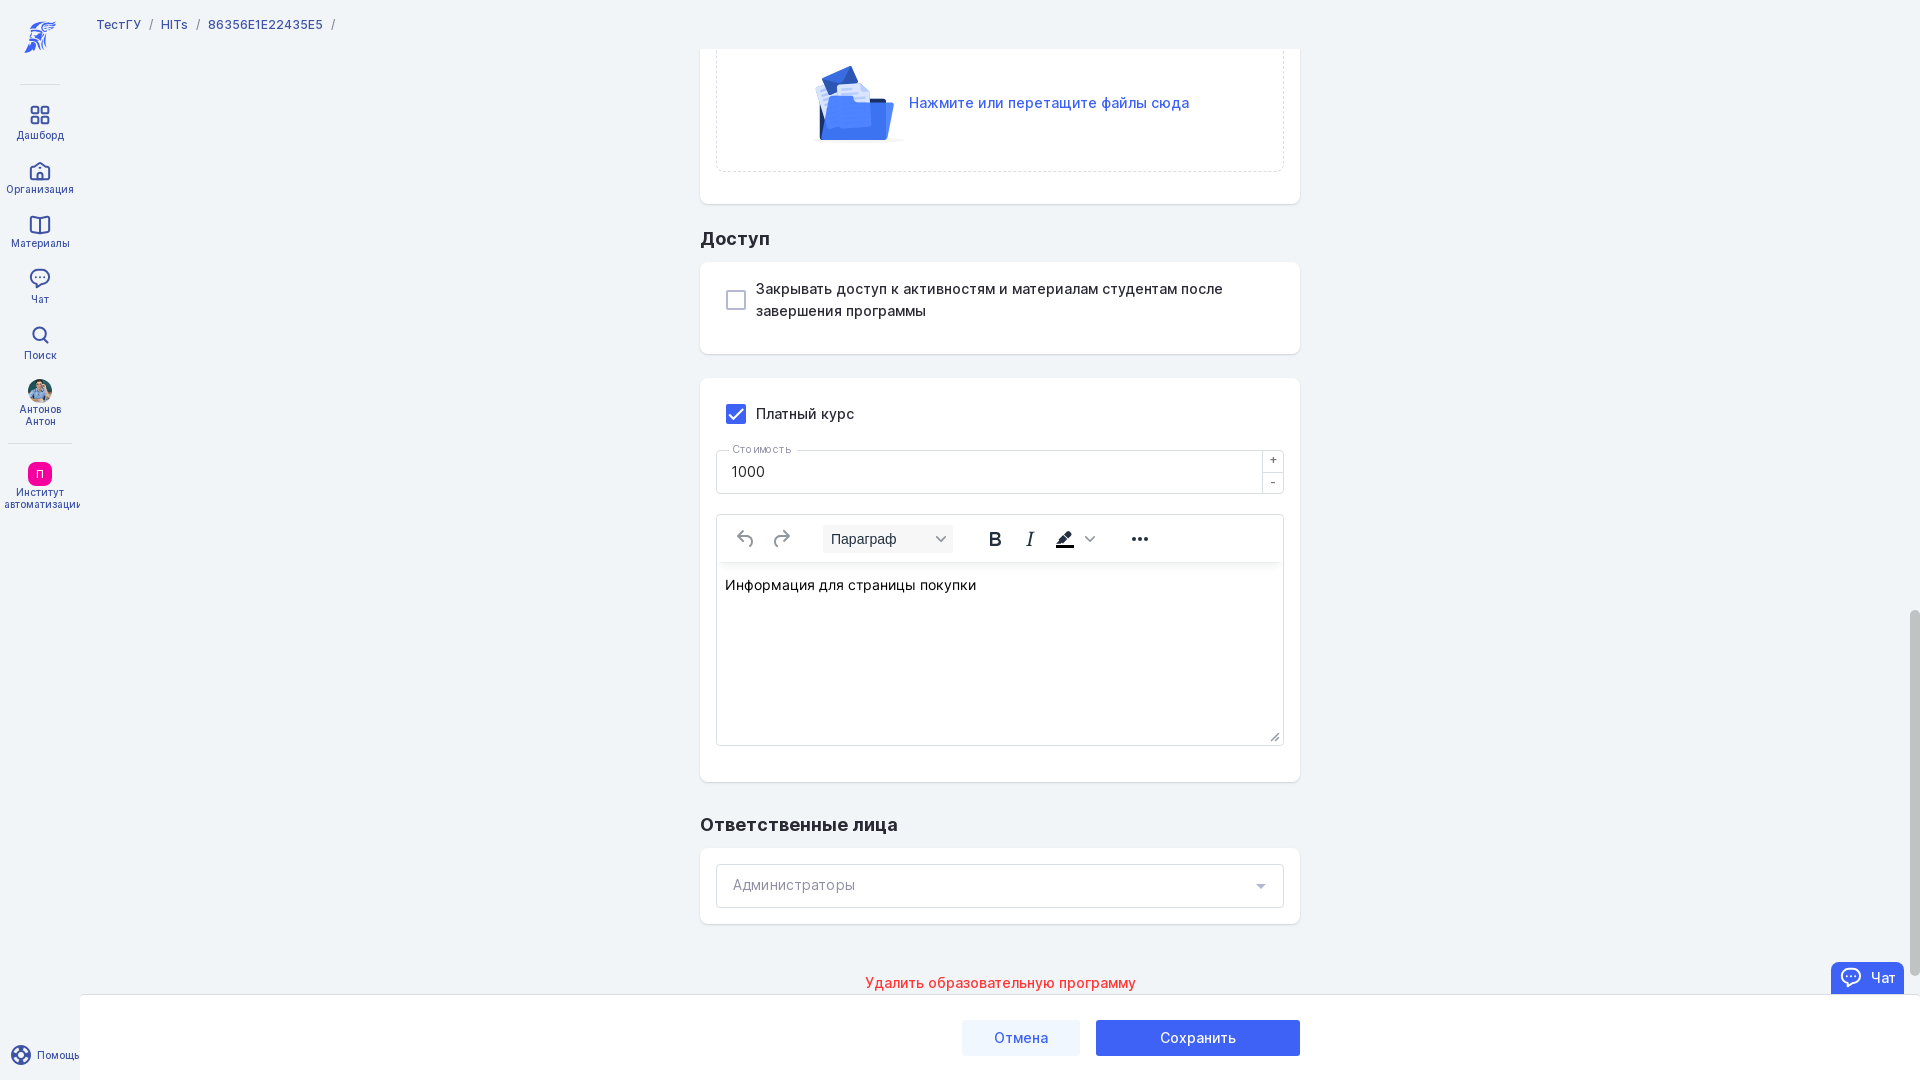 ТестГУ / HITs / 86356E1E22435E5 /
Дашборд
Организация
Материалы
Чат
Поиск
Антонов
Антон
П
Институт
автоматизации
Помощь
Нажмите или перетащите файлы сюда
Доступ
Закрывать доступ к активностям и материалам студентам после
завершения программы
Платный курс
Стоимость
1000
+
-
Параграф
B I
Информация для страницы покупки
Ответственные лица
Администраторы
Удалить образовательную программу
Чат
Отмена
Сохранить